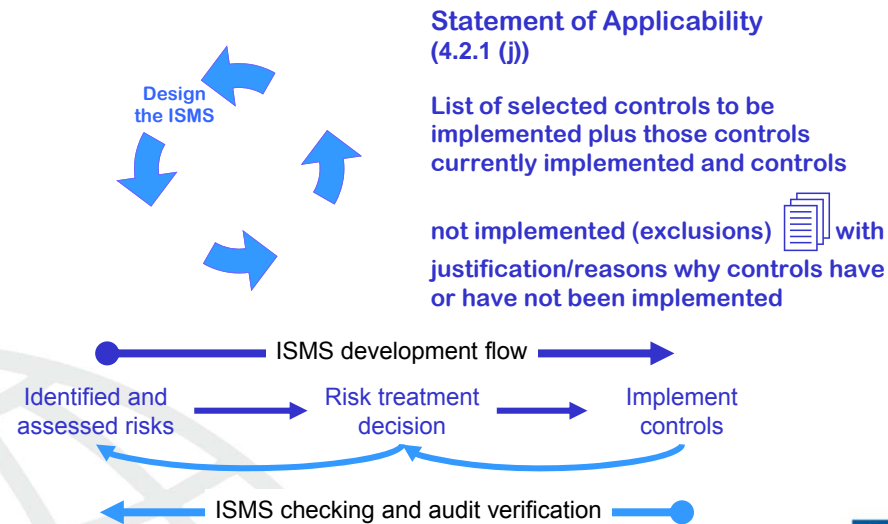 Statement of Applicability
(4.2.1 (j))
Design
the ISMS
List of selected controls to be
implemented plus those controls
currently implemented and controls
not implemented (exclusions) with
justification/reasons why controls have
or have not been implemented
ISMS development flow
Identified and
assessed risks
Risk treatment
decision
Implement
controls
ISMS checking and audit verification